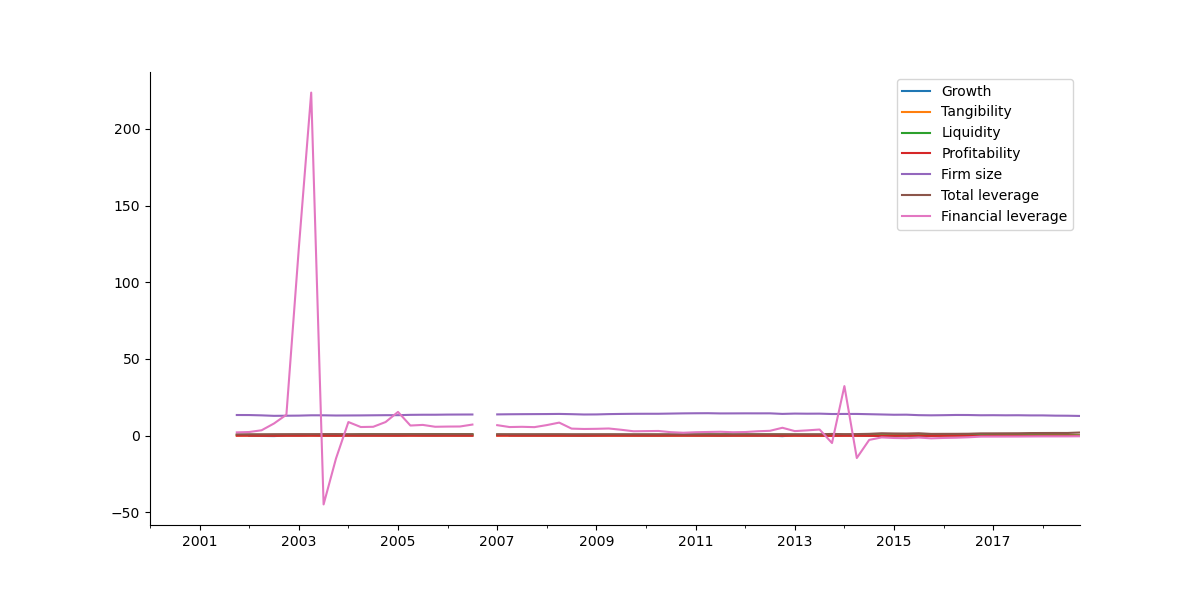 Growth
Tangibility
Liquidity
Profitability
Firm size
Total leverage
Financial leverage
200
150
100
50
0
−50
2001 2003 2005 2007 2009 2011 2013 2015 2017